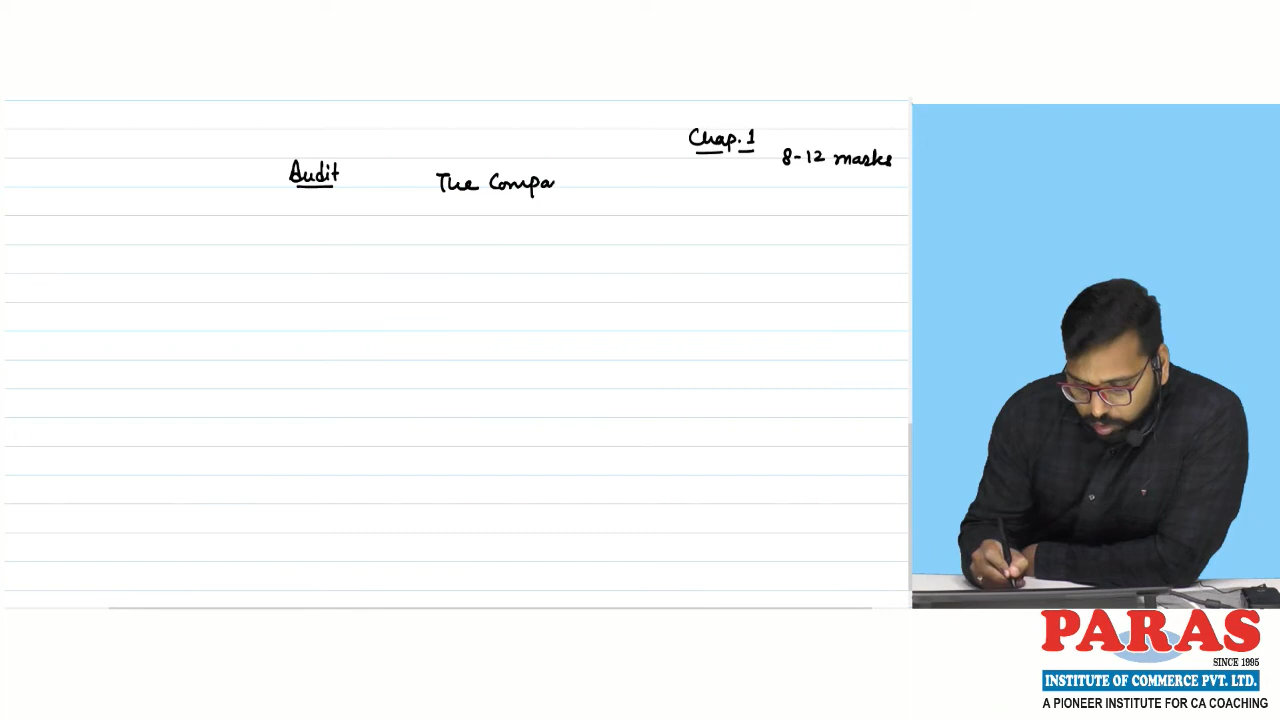 Chap. 1
8-12 marks
Audit
The Compa
PARAS
SINCE 1995
INSTITUTE OF COMMERCE PVT. LTD.
A PIONEER INSTITUTE FOR CA COACHING